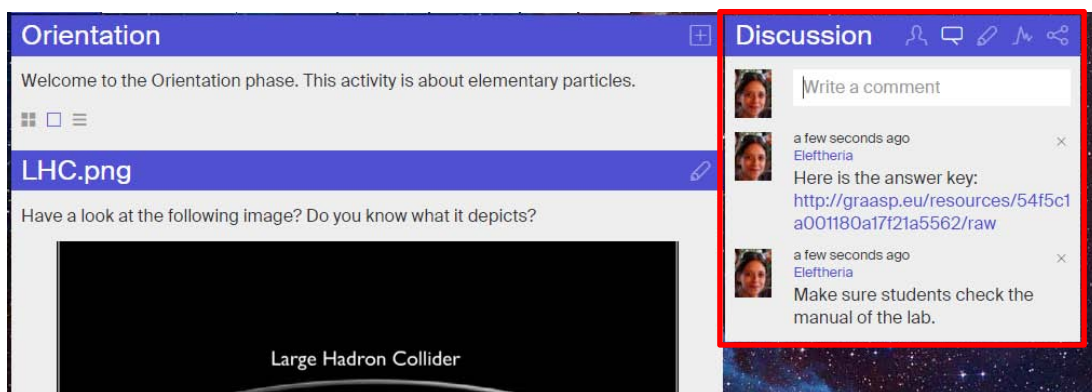 Orientation
Welcome to the Orientation phase. This activity is about elementary particles.
LHC.png
Have a look at the following image? Do you know what it depicts?
Large Hadron Collider
Discussion
Write a comment
a few seconds ago
Eleftheria
Here is the answer key:
http://graasp.eu/resources/54f5c1
a001180a17f21a5562/raw
a few seconds ago
Eleftheria
Make sure students check the
manual of the lab.